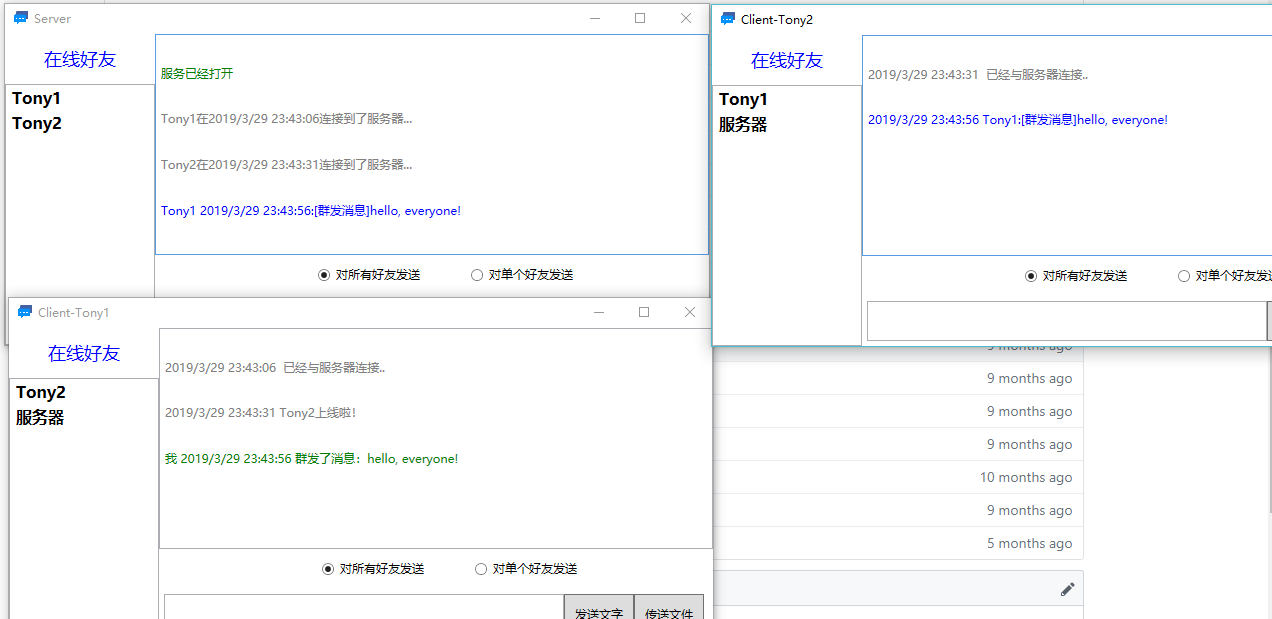 Server
在线好友
Tony1
Tony2
服务已经打开
Tony1在2019/3/29 23:43:06连接到了服务器...
Tony2在2019/3/29 23:43:31连接到了服务器...
Tony1 2019/3/29 23:43:56:[群发消息]hello, everyone!
对所有好友发送
对单个好友发送
Client-Tony2
在线好友
Tony1
服务器
2019/3/29 23:43:31 已经与服务器连接..
2019/3/29 23:43:56 Tony1:[群发消息]hello, everyone!
对所有好友发送
对单个好友发送
Client-Tony1
在线好友
Tony2
服务器
2019/3/29 23:43:06 已经与服务器连接..
2019/3/29 23:43:31 Tony2上线啦!
我 2019/3/29 23:43:56 群发了消息：hello, everyone!
对所有好友发送
对单个好友发送
发送文字
传送文件
9 months ago
9 months ago
9 months ago
9 months ago
10 months ago
9 months ago
5 months ago